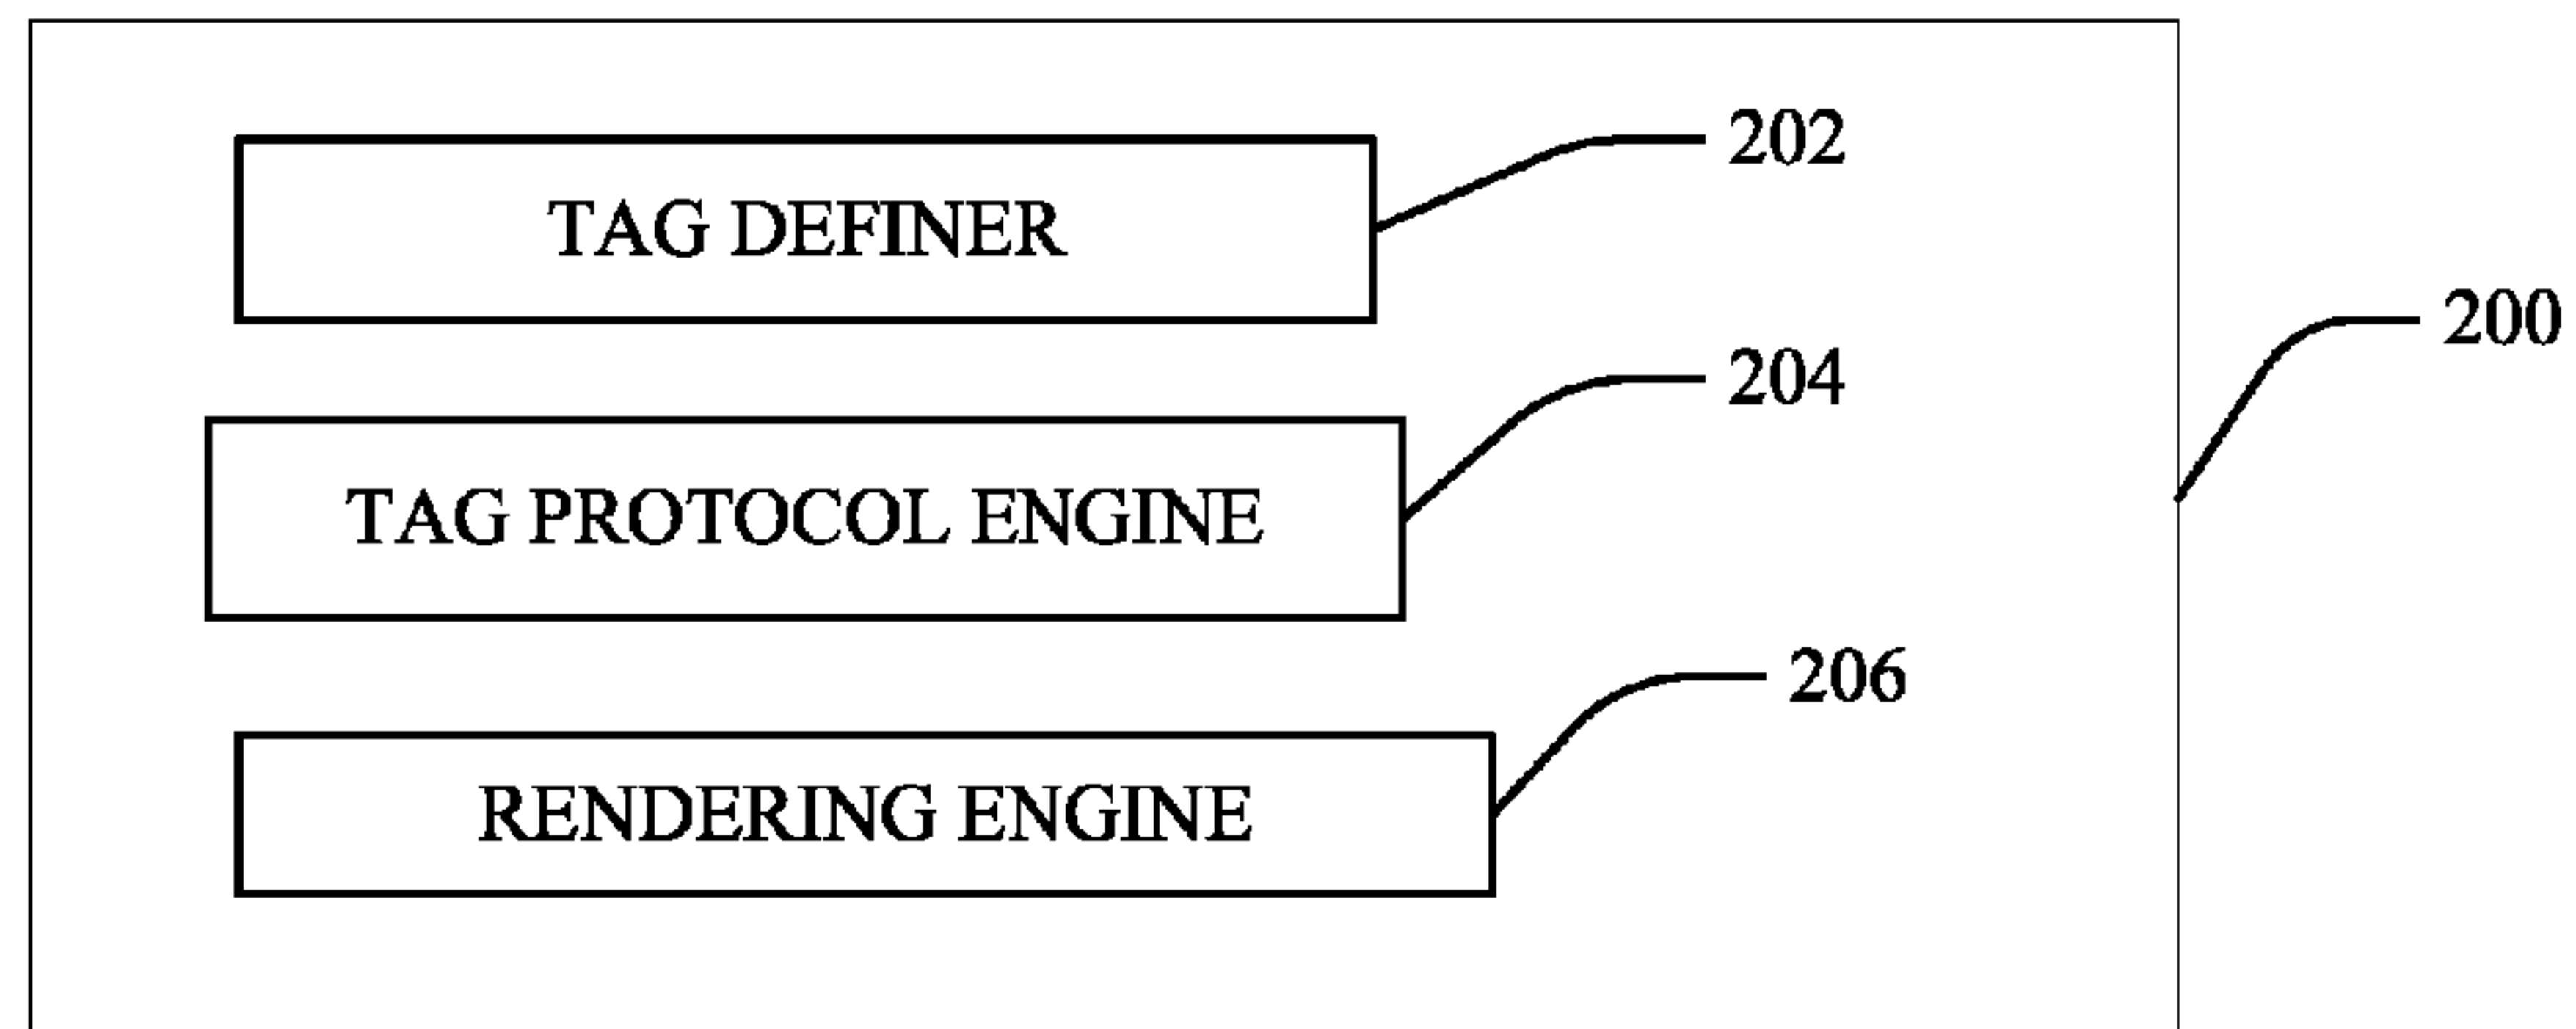 202
TAG DEFINER
200
204
TAG PROTOCOL ENGINE
206
RENDERING ENGINE